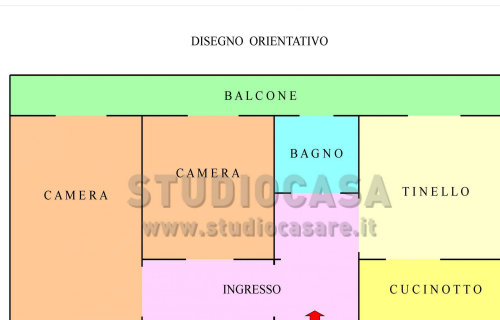 DISEGNO ORIENTATIVO
BALCONE
BAGNO
CAMERA
CAMERA
TINELLO
STUDIOCASA
www.studiocasare.it
INGRESSO
CUCINOTTO